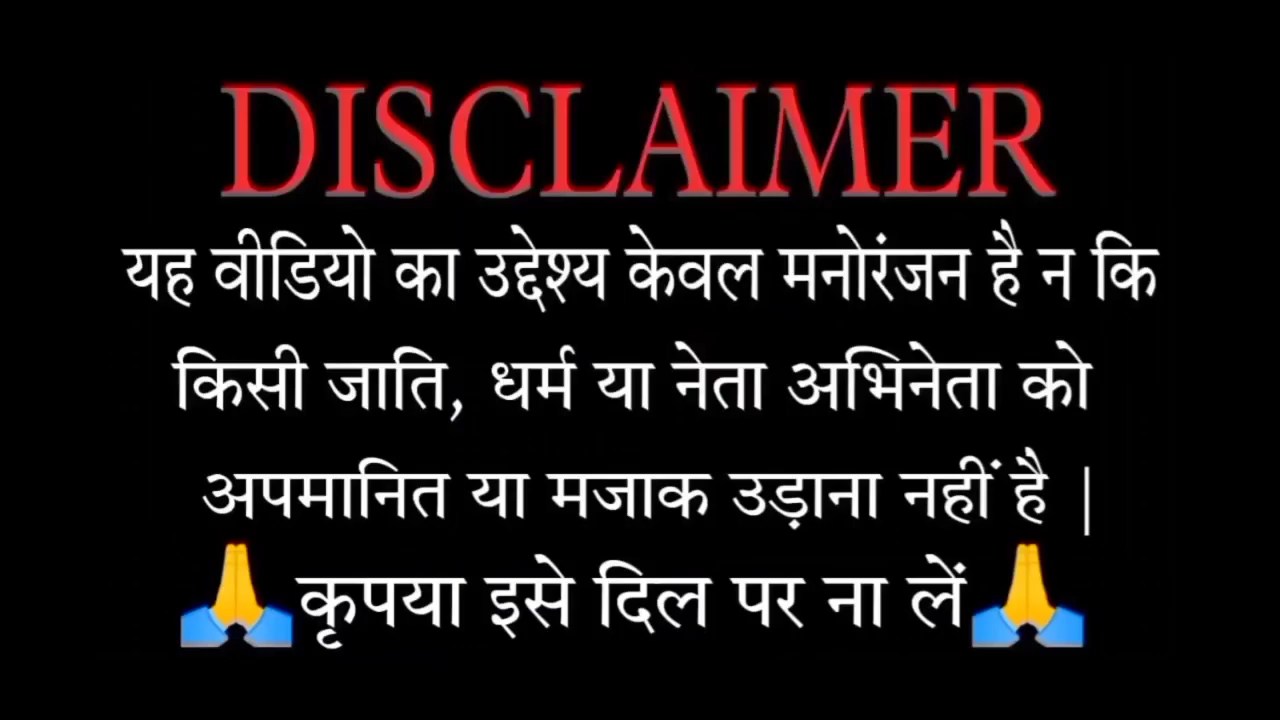 DISCLAIMER
यह वीडियो का उद्देश्य केवल मनोरंजन है न कि
किसी जाति, धर्म या नेता अभिनेता को
अपमानित या मजाक उड़ाना नहीं है |
🙏कृपया इसे दिल पर ना लें🙏